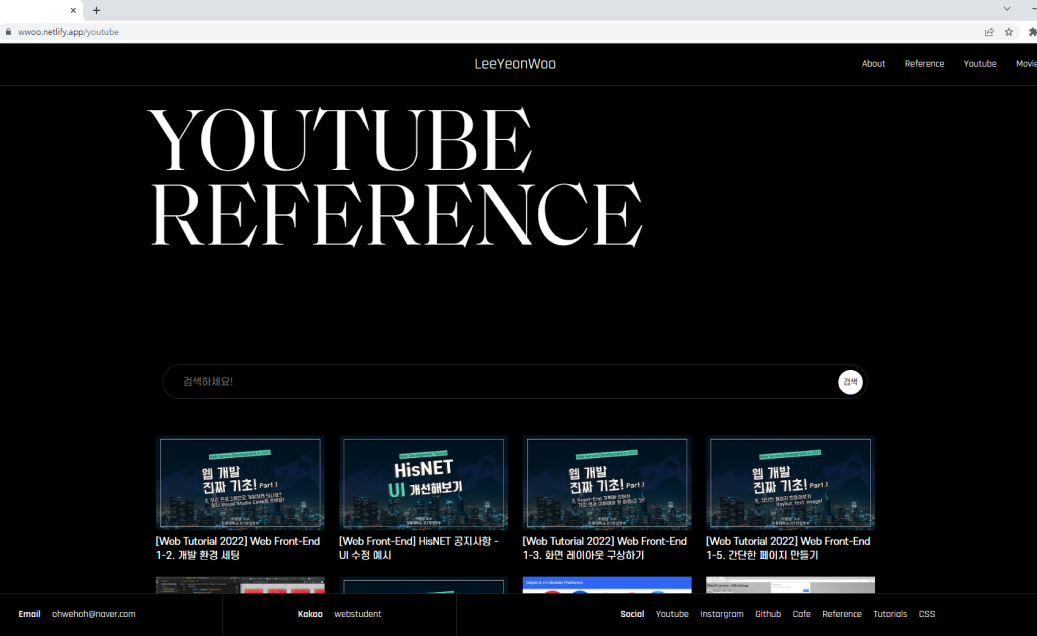 wwoo.netlify.app/youtube
LeeYeonWoo
About Reference Youtube Movie
YOUTUBE
REFERENCE
검색하세요!
검색
웹 개발
진짜 기초! Part.1
HisNET
UI 개선해보기
웹 개발
진짜 기초! Part.1
웹 개발
진짜 기초! Part.1
[Web Tutorial 2022] Web Front-End
1-2. 개발 환경 세팅
[Web Front-End] HisNET 공지사항 -
UI 수정 예시
[Web Tutorial 2022] Web Front-End
1-3. 화면 레이아웃 구상하기
[Web Tutorial 2022] Web Front-End
1-5. 간단한 페이지 만들기
Email ohwehoh@naver.com
Kakao webstudent
Social Youtube Instargram Github Cafe Reference Tutorials CSS